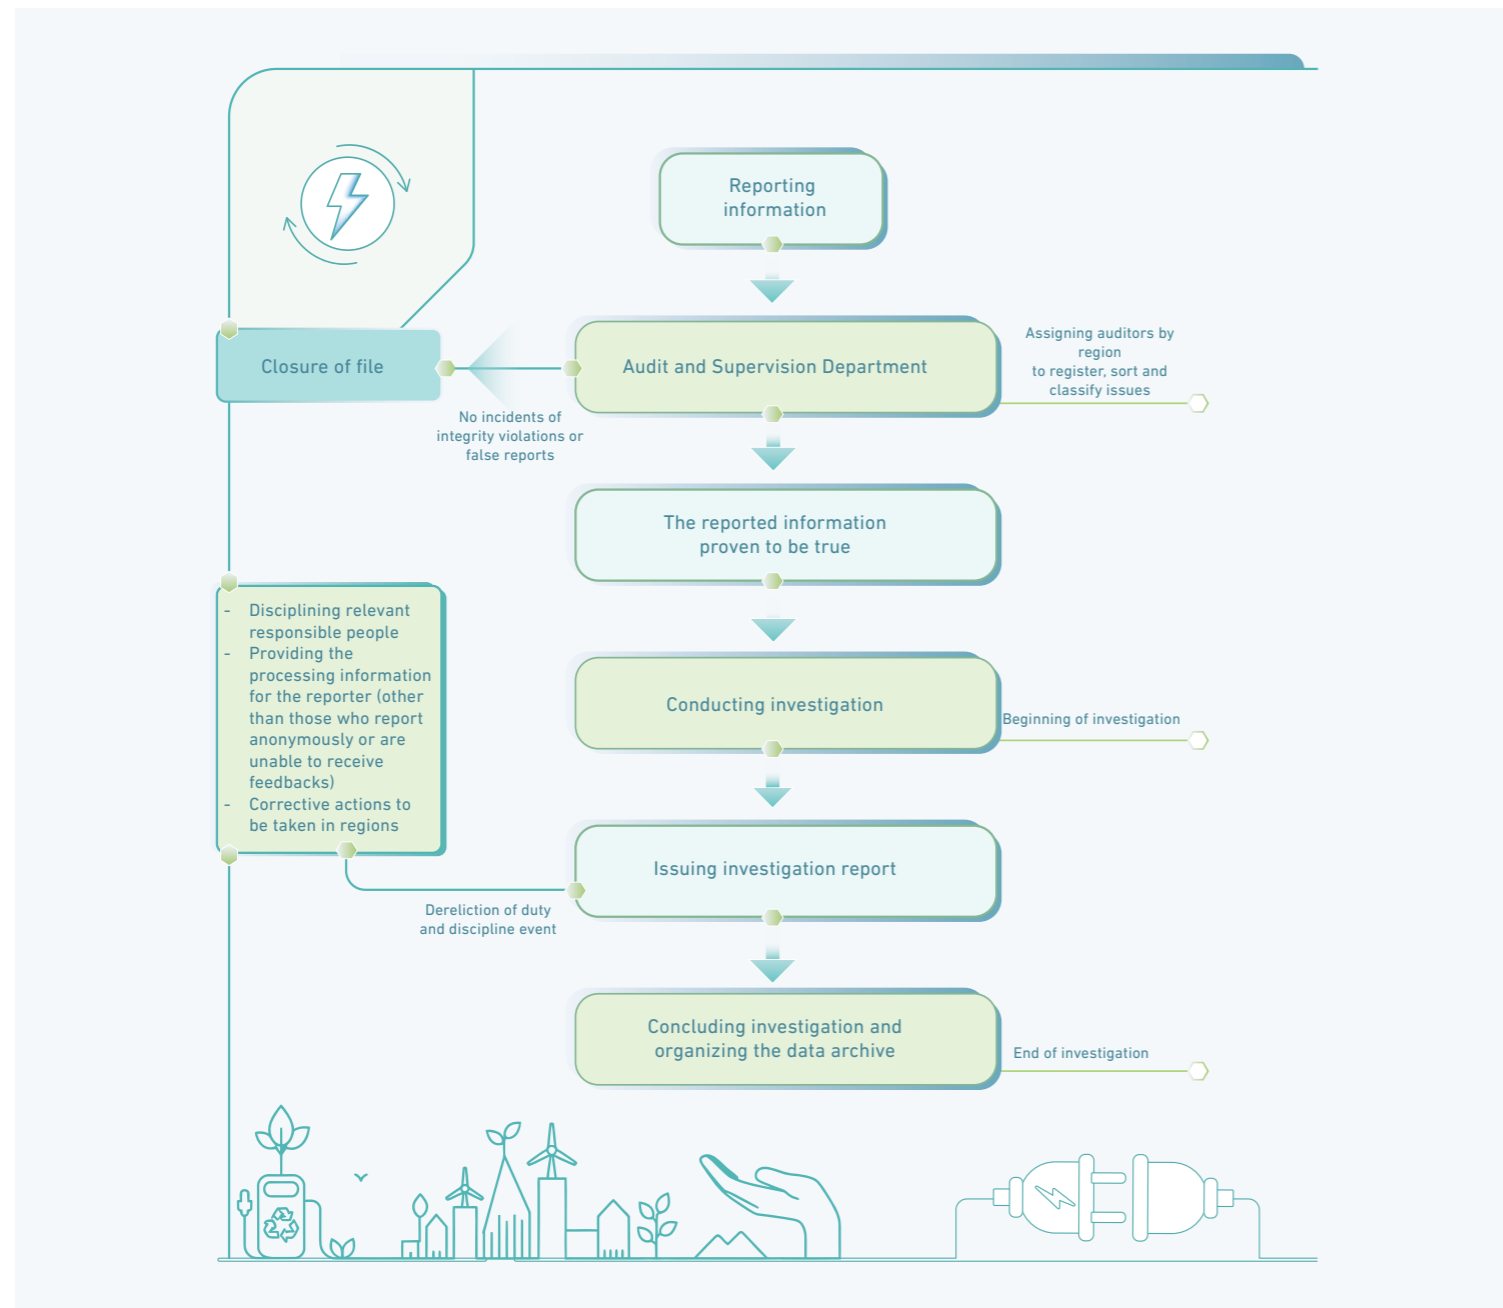 Reporting
information
Closure of file
Audit and Supervision Department
Assigning auditors by
region
to register, sort and
classify issues
No incidents of
integrity violations or
false reports
The reported information
proven to be true
- Disciplining relevant
responsible people
- Providing the
processing information
for the reporter (other
than those who report
anonymously or are
unable to receive
feedbacks)
- Corrective actions to
be taken in regions
Conducting investigation
Beginning of investigation
Issuing investigation report
Dereliction of duty
and discipline event
Concluding investigation and
organizing the data archive
End of investigation